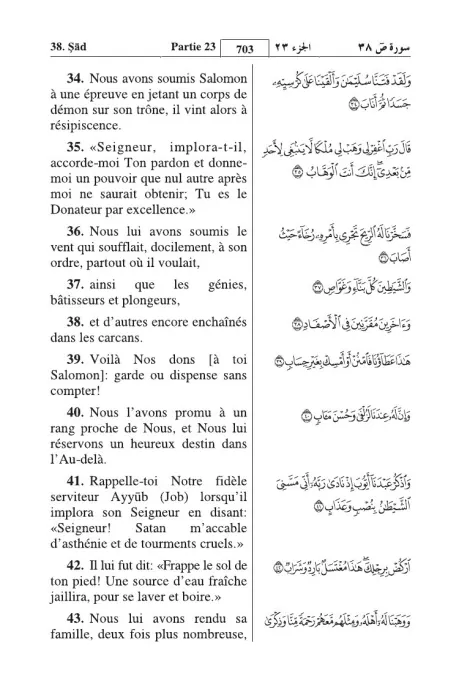 38. Ṣād Partie 23 703 الجزء ٢٣ سورة ص ٣٨
34. Nous avons soumis Salomon
à une épreuve en jetant un corps de
démon sur son trône, il vint alors à
résipiscence.
35. «Seigneur, implora-t-il,
accorde-moi Ton pardon et donne-
moi un pouvoir que nul autre après
moi ne saurait obtenir; Tu es le
Donateur par excellence.»
36. Nous lui avons soumis le
vent qui soufflait, docilement, à son
ordre, partout où il voulait,
37. ainsi que les génies,
bâtisseurs et plongeurs,
38. et d'autres encore enchaînés
dans les carcans.
39. Voilà Nos dons [à toi
Salomon]: garde ou dispense sans
compter!
40. Nous l'avons promu à un
rang proche de Nous, et Nous lui
réservons un heureux destin dans
l'Au-delà.
41. Rappelle-toi Notre fidèle
serviteur Ayyūb (Job) lorsqu'il
implora son Seigneur en disant:
«Seigneur! Satan m'accable
d'asthénie et de tourments cruels.»
42. Il lui fut dit: «Frappe le sol de
ton pied! Une source d'eau fraîche
jaillira, pour se laver et boire.»
43. Nous lui avons rendu sa
famille, deux fois plus nombreuse,
وَلَقَدْ فَتَنَّا سُلَيْمَٰنَ وَأَلْقَيْنَا عَلَىٰ كُرْسِيِّهِۦ
جَسَدًا ثُمَّ أَنَابَ ٣٤
قَالَ رَبِّ ٱغْفِرْ لِي وَهَبْ لِي مُلْكًا لَّا يَنۢبَغِي لِأَحَدٍ
مِّنۢ بَعْدِيٓ ۖ إِنَّكَ أَنتَ ٱلْوَهَّابُ ٣٥
فَسَخَّرْنَا لَهُ ٱلرِّيحَ تَجْرِي بِأَمْرِهِۦ رُخَآءً حَيْثُ
أَصَابَ ٣٦
وَٱلشَّيَٰطِينَ كُلَّ بَنَّآءٍ وَغَوَّاصٍ ٣٧
وَءَاخَرِينَ مُقَرَّنِينَ فِي ٱلْأَصْفَادِ ٣٨
هَٰذَا عَطَآؤُنَا فَٱمْنُنْ أَوْ أَمْسِكْ بِغَيْرِ حِسَابٍ ٣٩
وَإِنَّ لَهُۥ عِندَنَا لَزُلْفَىٰ وَحُسْنَ مَـَٔابٍ ٤٠
وَٱذْكُرْ عَبْدَنَآ أَيُّوبَ إِذْ نَادَىٰ رَبَّهُۥٓ أَنِّي مَسَّنِيَ
ٱلشَّيْطَٰنُ بِنُصْبٍ وَعَذَابٍ ٤١
ٱرْكُضْ بِرِجْلِكَ ۖ هَٰذَا مُغْتَسَلٌۢ بَارِدٌ وَشَرَابٌ ٤٢
وَوَهَبْنَا لَهُۥٓ أَهْلَهُۥ وَمِثْلَهُم مَّعَهُمْ رَحْمَةً مِّنَّا وَذِكْرَىٰ